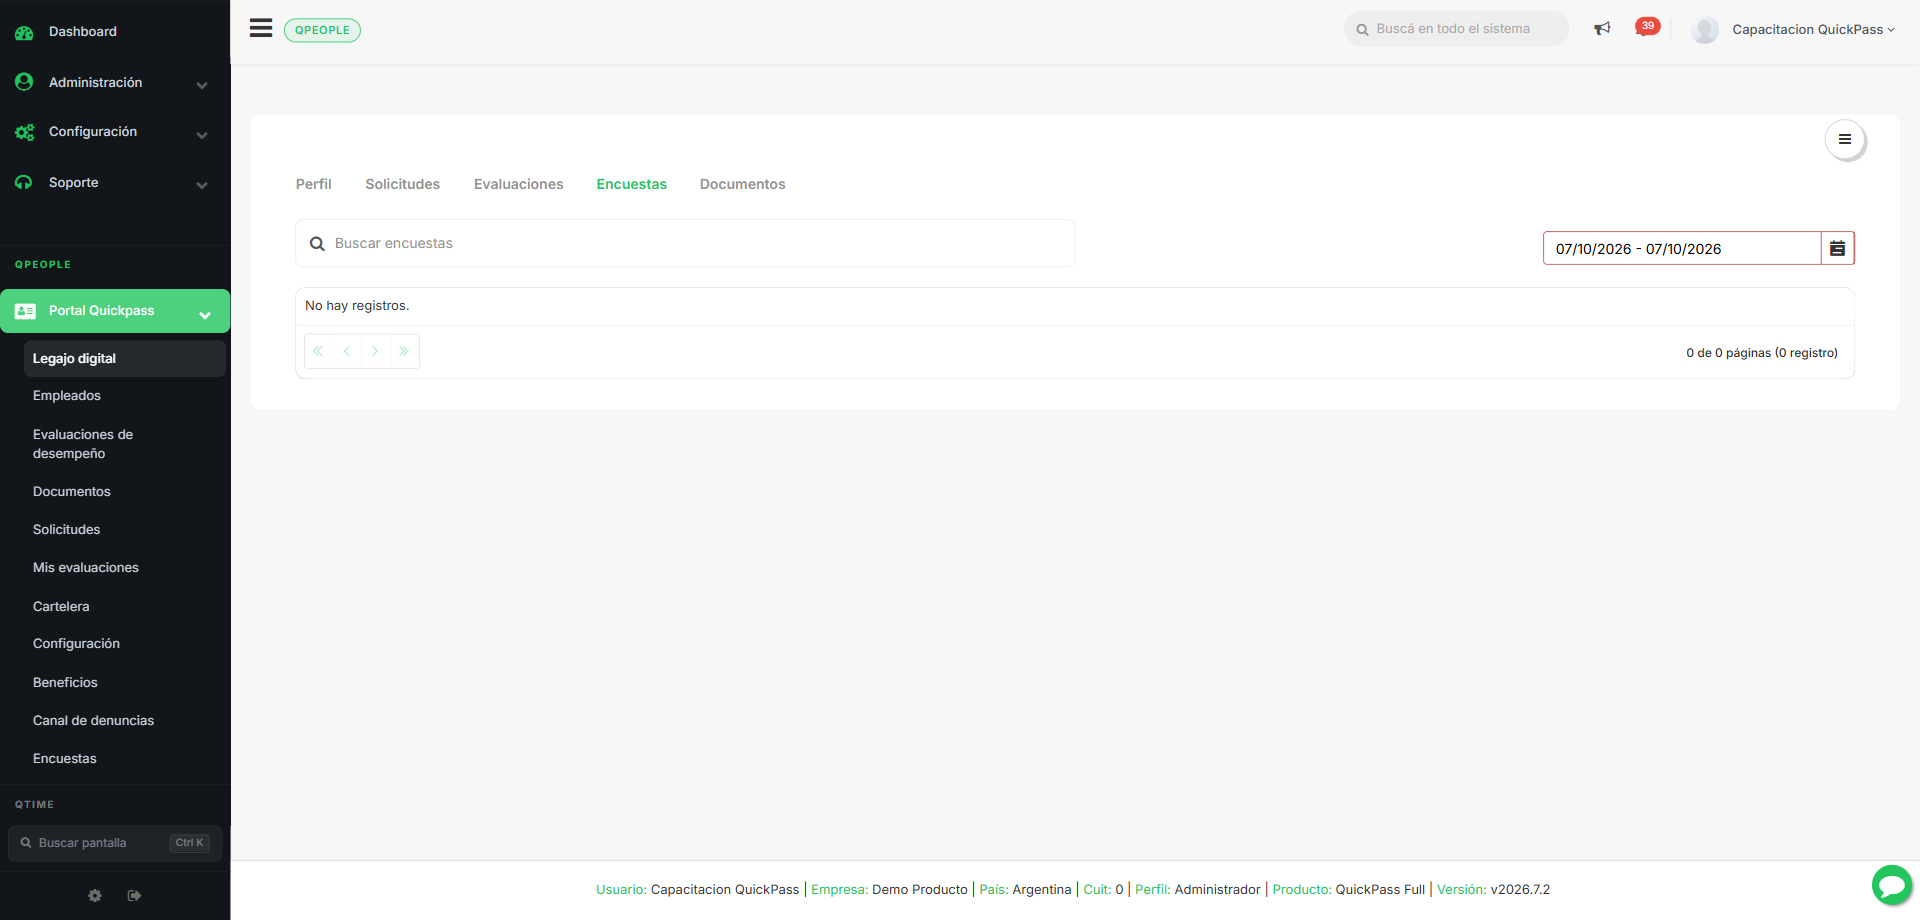 Dashboard
Administración
Configuración
Soporte
QPEOPLE
Portal Quickpass
Legajo digital
Empleados
Evaluaciones de
desempeño
Documentos
Solicitudes
Mis evaluaciones
Cartelera
Configuración
Beneficios
Canal de denuncias
Encuestas
QTIME
Buscar pantalla Ctrl K
QPEOPLE
Buscá en todo el sistema
39
Capacitacion QuickPass
Perfil Solicitudes Evaluaciones Encuestas Documentos
Buscar encuestas
07/10/2026 - 07/10/2026
No hay registros.
0 de 0 páginas (0 registro)
Usuario: Capacitacion QuickPass | Empresa: Demo Producto | País: Argentina | Cuit: 0 | Perfil: Administrador | Producto: QuickPass Full | Versión: v2026.7.2